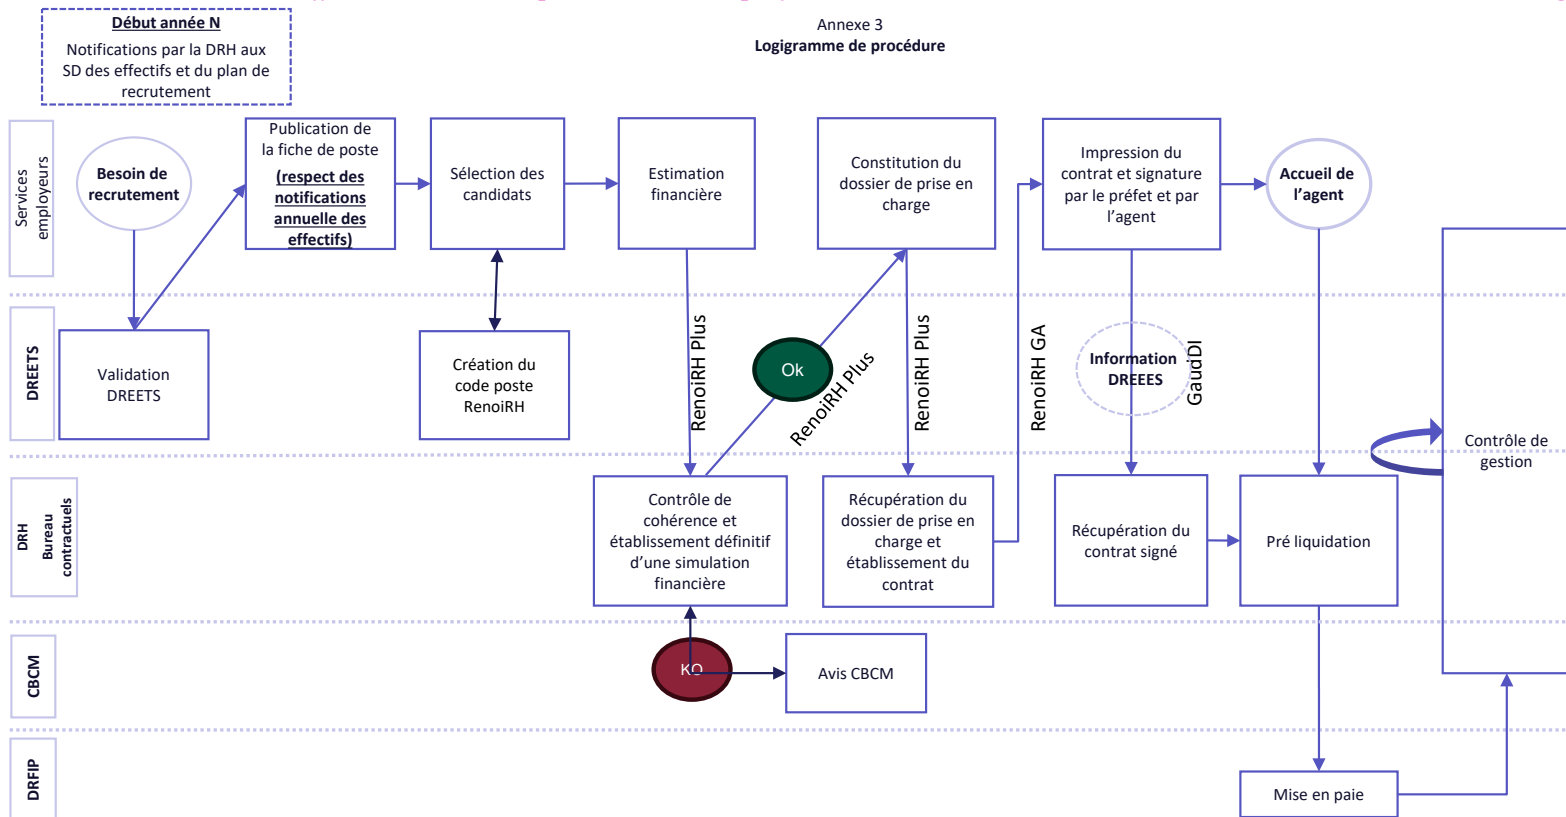 Début année N
Notifications par la DRH aux
SD des effectifs et du plan de
recrutement
Annexe 3
Logigramme de procédure
Services
employeurs
Besoin de
recrutement
Publication de
la fiche de poste
(respect des
notifications
annuelle des
effectifs)
Sélection des
candidats
Estimation
financière
Constitution du
dossier de prise en
charge
Impression du
contrat et signature
par le préfet et par
l'agent
Accueil de
l'agent
DREETS
Validation
DREETS
Création du
code poste
RenoiRH
RenoiRH Plus
Ok
RenoiRH Plus
RenoiRH Plus
RenoiRH GA
Information
DREEES
GaudDI
Contrôle de
gestion
DRH
Bureau
contractuels
Contrôle de
cohérence et
établissement définitif
d'une simulation
financière
Récupération du
dossier de prise en
charge et
établissement du
contrat
Récupération du
contrat signé
Pré liquidation
CBCM
KO
Avis CBCM
DRFIP
Mise en paie